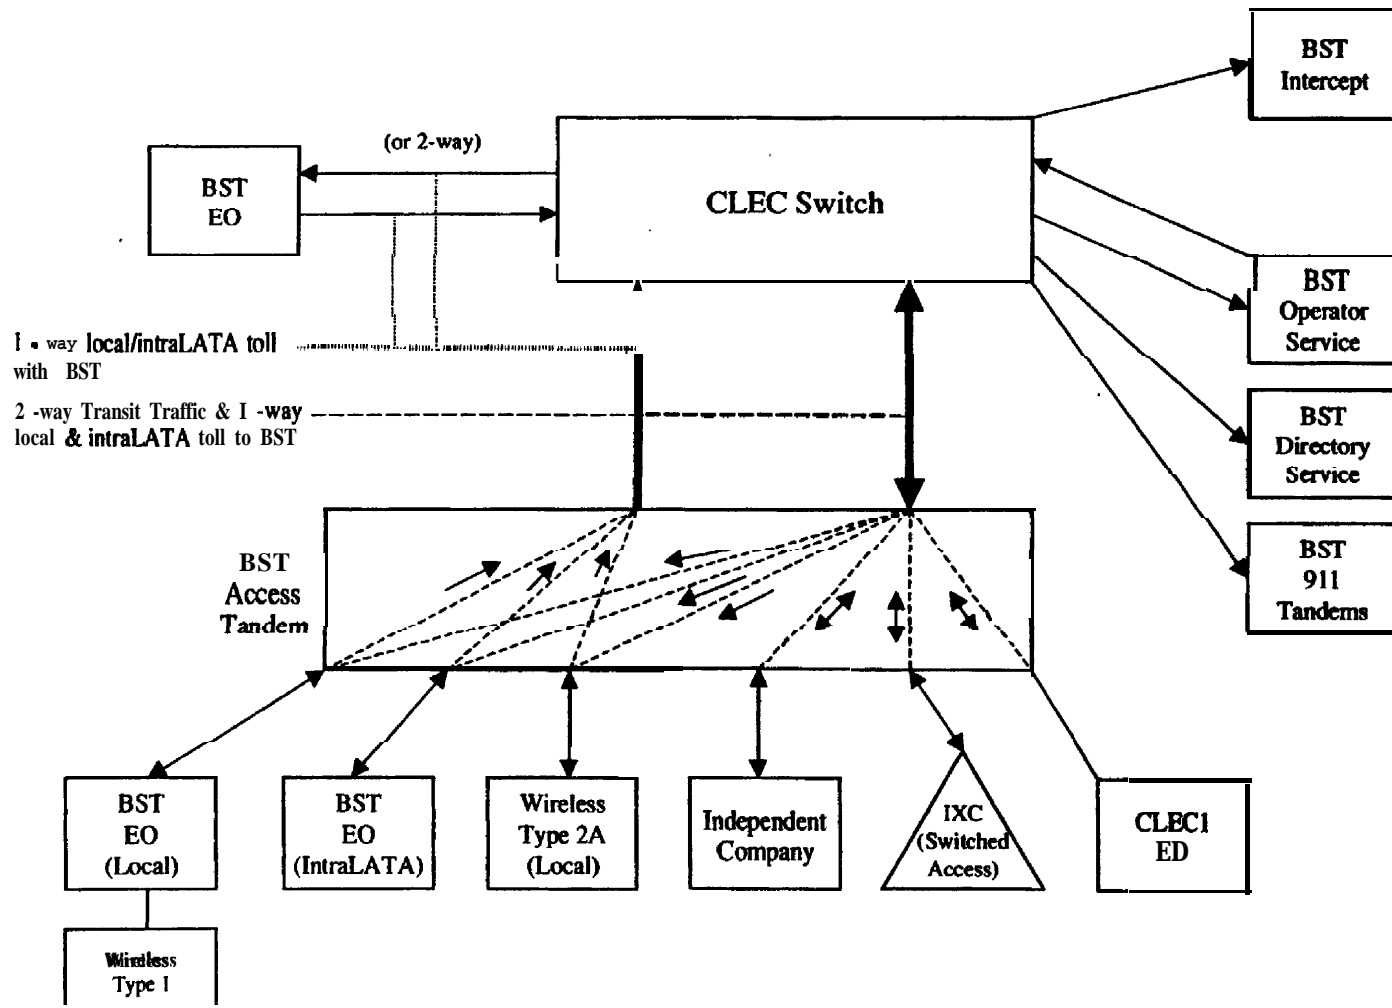 BST
Intercept
(or 2-way)
BST
EO
CLEC Switch
BST
Operator
Service
I - way local/intraLATA toll
with BST
2 -way Transit Traffic & I -way
local & intraLATA toll to BST
BST
Directory
Service
BST
911
Tandems
BST
Access
Tandem
BST
EO
(Local)
BST
EO
(IntraLATA)
Wireless
Type 2A
(Local)
Independent
Company
IXC
(Switched
Access)
CLEC1
ED
Wireless
Type 1